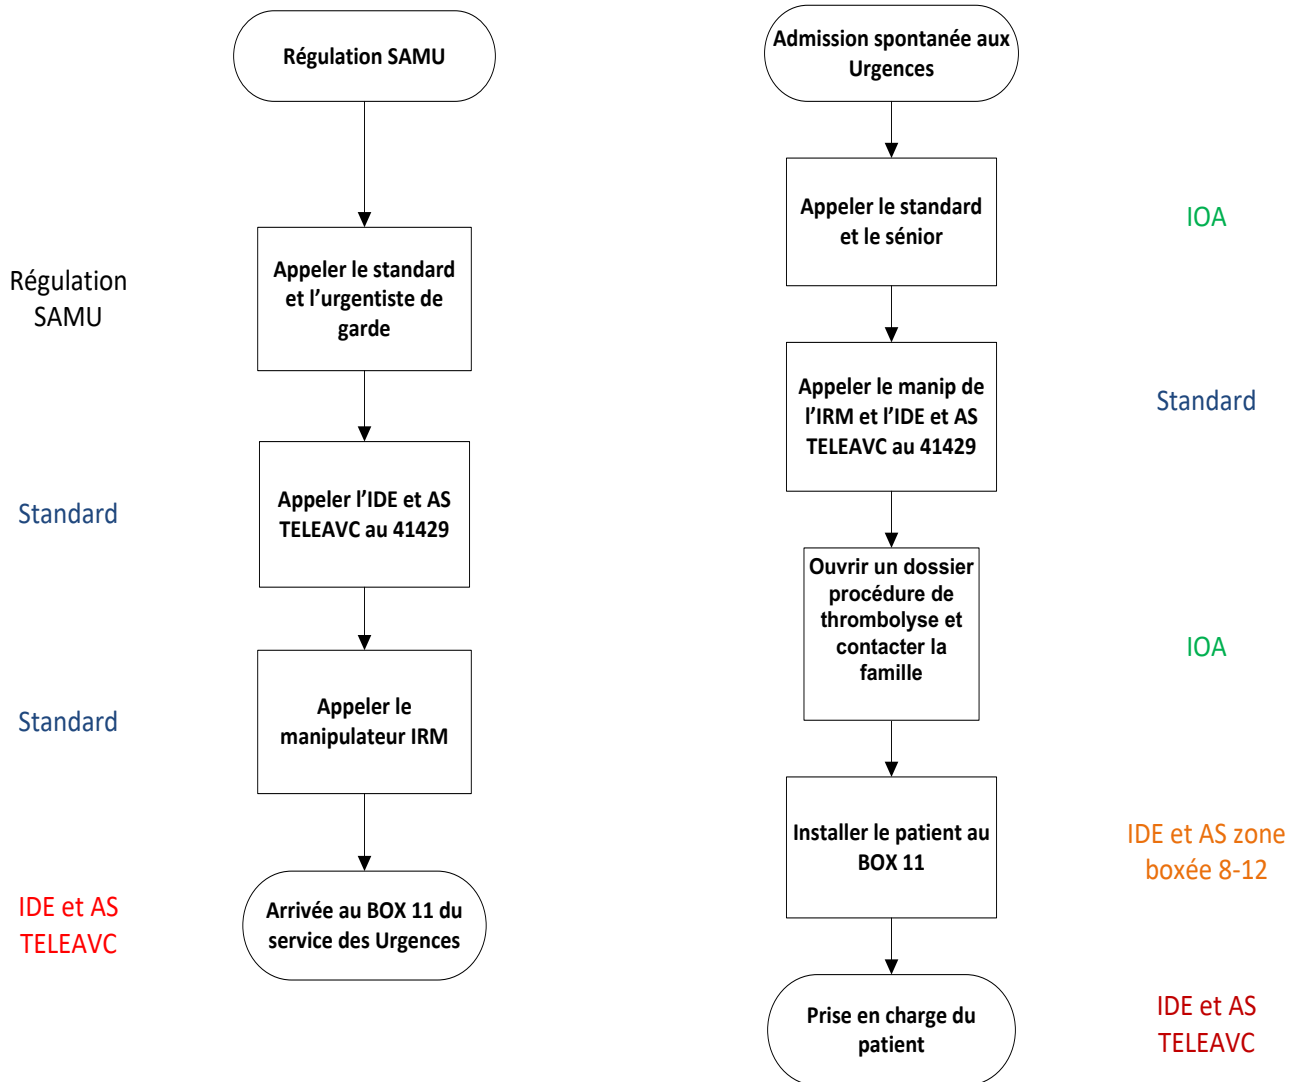 Régulation SAMU
Régulation
SAMU
Appeler le standard
et l'urgentiste de
garde
Standard
Appeler l'IDE et AS
TELEAVC au 41429
Standard
Appeler le
manipulateur IRM
IDE et AS
TELEAVC
Arrivée au BOX 11 du
service des Urgences
Admission spontanée aux
Urgences
Appeler le standard
et le sénior
IOA
Appeler le manip de
l'IRM et l'IDE et AS
TELEAVC au 41429
Standard
Ouvrir un dossier
procédure de
thrombolyse et
contacter la
famille
IOA
Installer le patient au
BOX 11
IDE et AS zone
boxée 8-12
Prise en charge du
patient
IDE et AS
TELEAVC